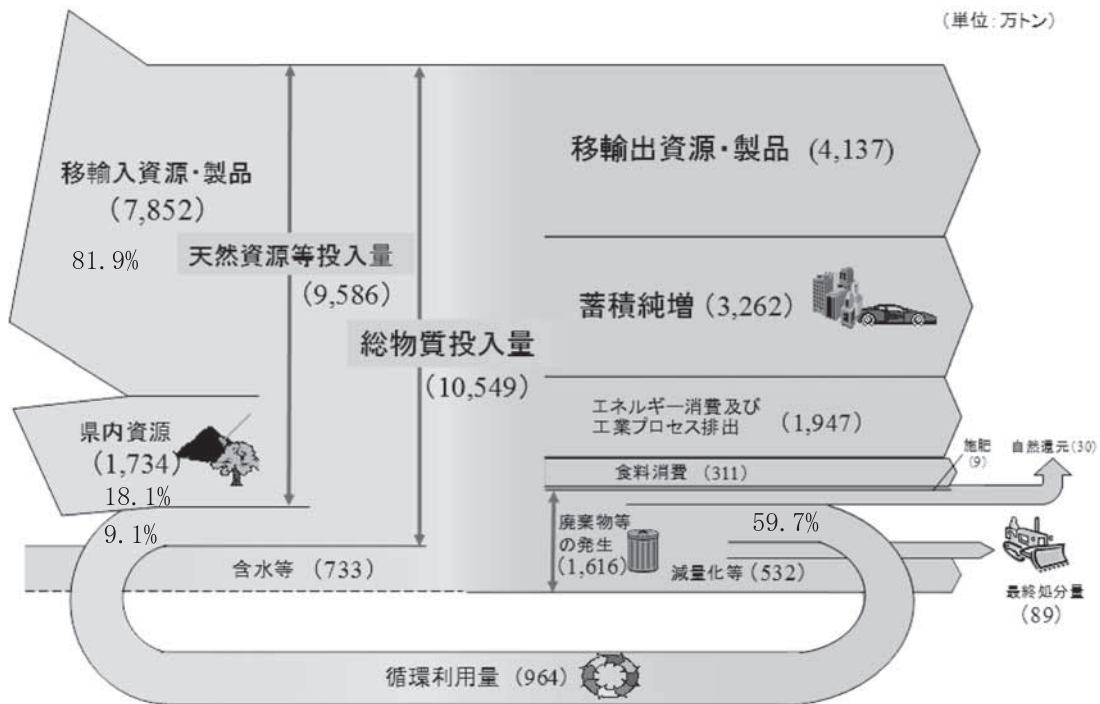 (単位:万トン)
移輸入資源・製品
(7,852)
81.9%
天然資源等投入量
(9,586)
総物質投入量
(10,549)
県内資源
(1,734)
18.1%
9.1%
含水等 (733)
移輸出資源・製品 (4,137)
蓄積純増 (3,262)
エネルギー消費及び
工業プロセス排出 (1,947)
食料消費 (311)
施肥
(9)
自然還元(30)
廃棄物等
の発生
(1,616)
59.7%
減量化等 (532)
最終処分量
(89)
循環利用量 (964)